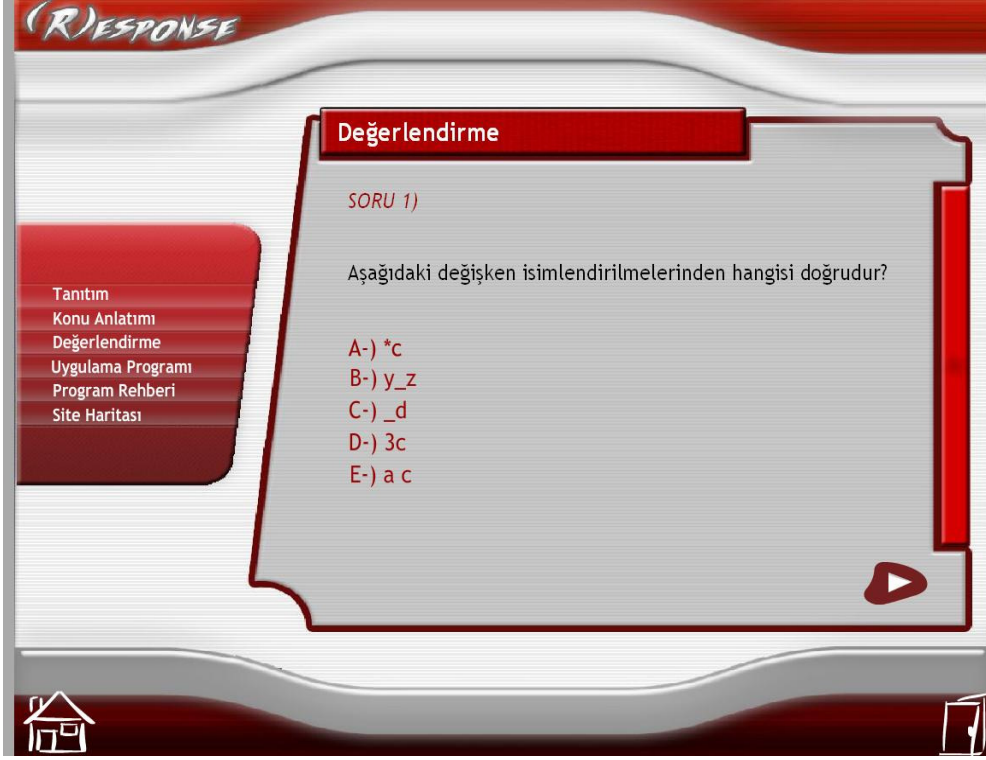 (R)ESPONSE
Değerlendirme
SORU 1)
Aşağıdaki değişken isimlendirilmelerinden hangisi doğrudur?
A-) *c
B-) y_z
C-) _d
D-) 3c
E-) a c
Tanıtım
Konu Anlatımı
Değerlendirme
Uygulama Programı
Program Rehberi
Site Haritası